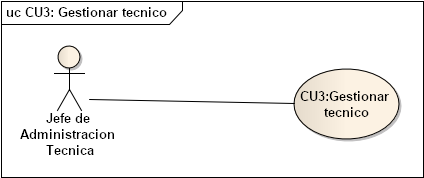 uc CU3: Gestionar tecnico
Jefe de
Administracion
Tecnica
CU3:Gestionar
tecnico